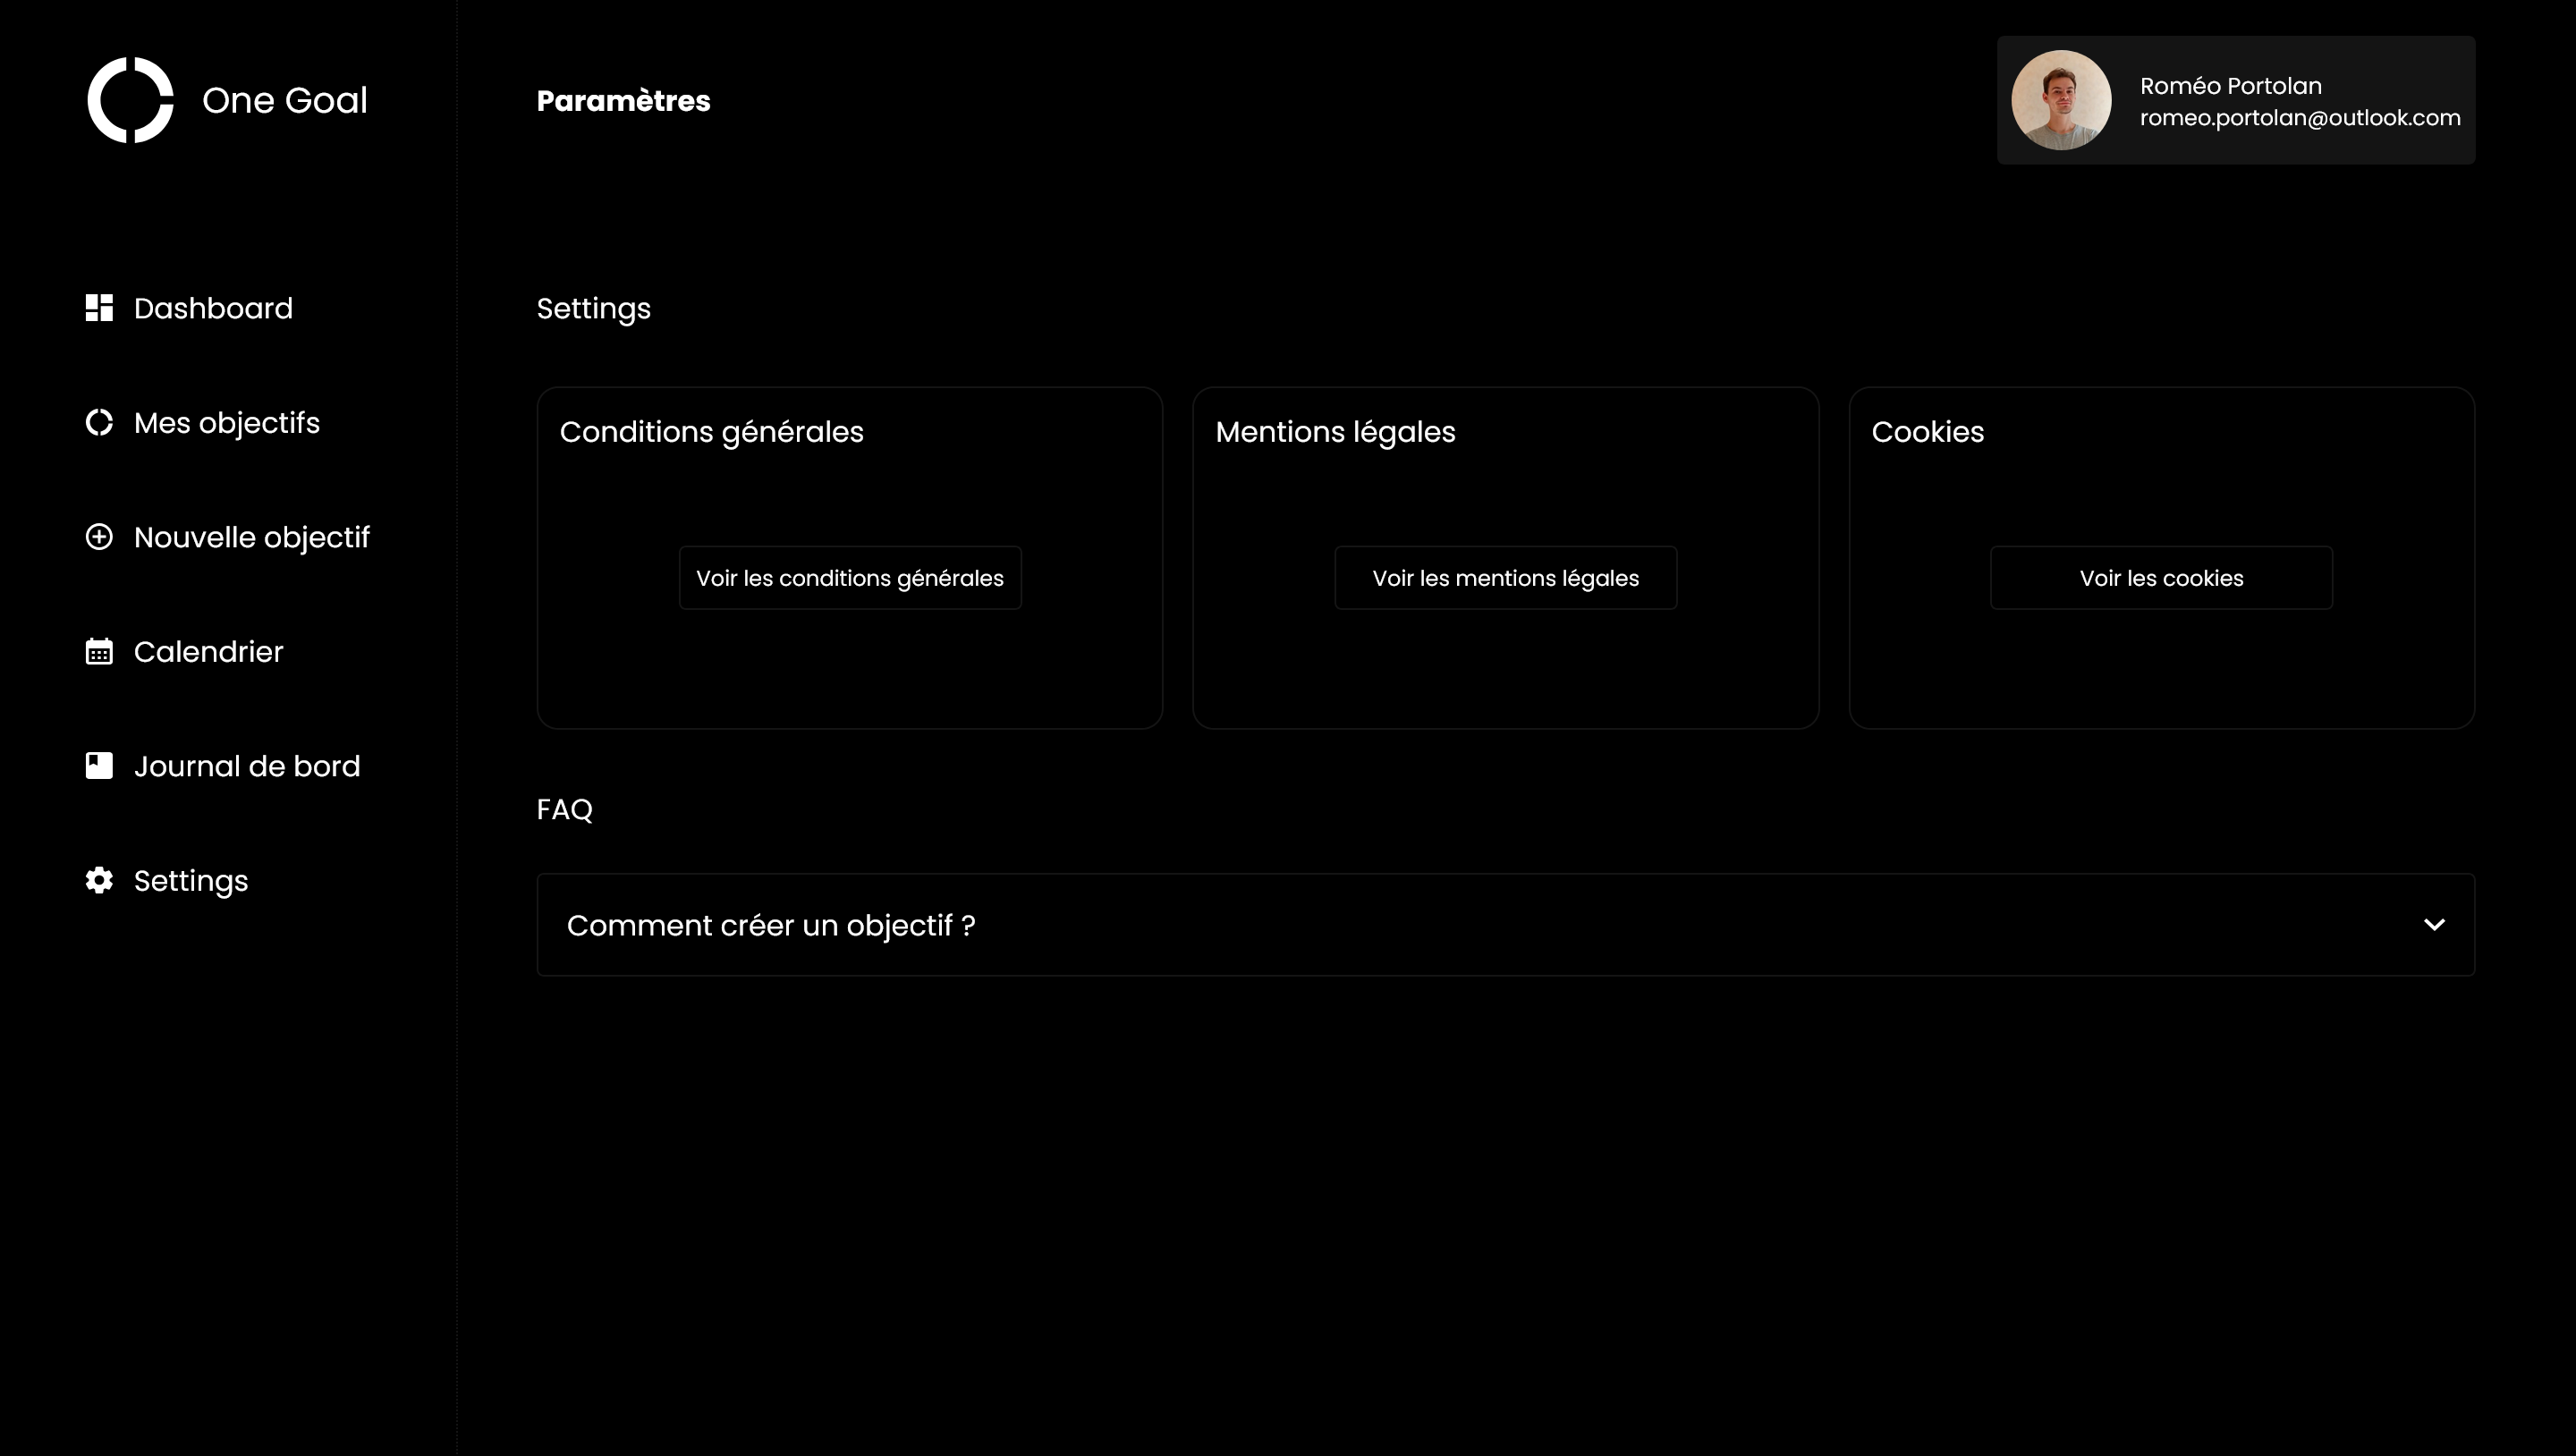 One Goal
Paramètres
Roméo Portolan
romeo.portolan@outlook.com
Dashboard
Mes objectifs
Nouvelle objectif
Calendrier
Journal de bord
Settings
Settings
Conditions générales
Voir les conditions générales
Mentions légales
Voir les mentions légales
Cookies
Voir les cookies
FAQ
Comment créer un objectif ?